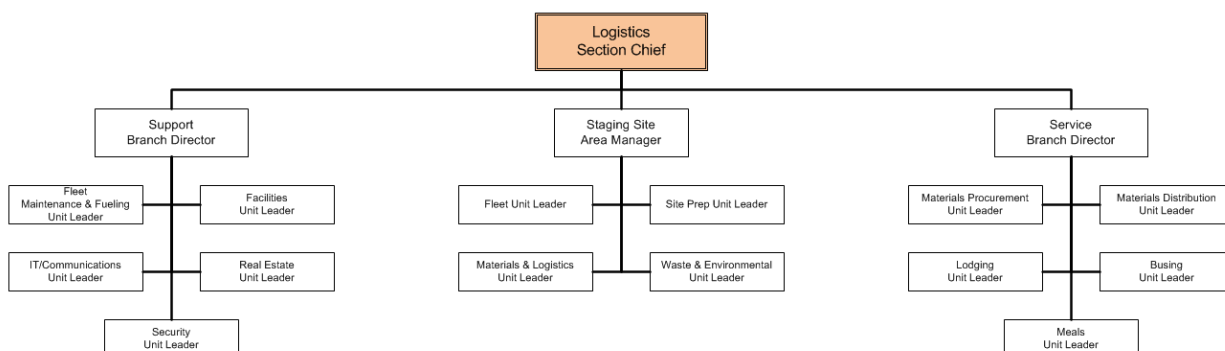 Logistics
Section Chief
Support
Branch Director
Staging Site
Area Manager
Service
Branch Director
Fleet
Maintenance & Fueling
Unit Leader
Facilities
Unit Leader
Fleet Unit Leader
Site Prep Unit Leader
Materials Procurement
Unit Leader
Materials Distribution
Unit Leader
IT/Communications
Unit Leader
Real Estate
Unit Leader
Materials & Logistics
Unit Leader
Waste & Environmental
Unit Leader
Lodging
Unit Leader
Busing
Unit Leader
Security
Unit Leader
Meals
Unit Leader